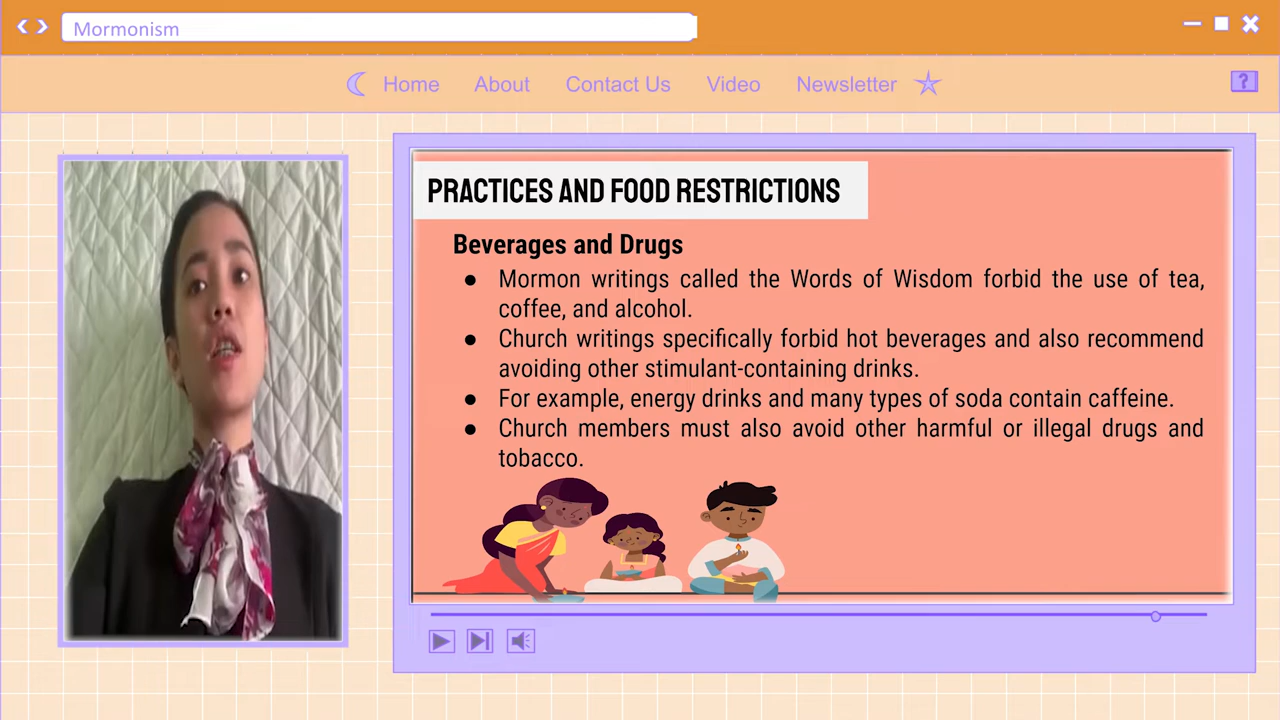 Mormonism
Home About Contact Us Video Newsletter
?
PRACTICES AND FOOD RESTRICTIONS
Beverages and Drugs
● Mormon writings called the Words of Wisdom forbid the use of tea,
coffee, and alcohol.
● Church writings specifically forbid hot beverages and also recommend
avoiding other stimulant-containing drinks.
● For example, energy drinks and many types of soda contain caffeine.
● Church members must also avoid other harmful or illegal drugs and
tobacco.